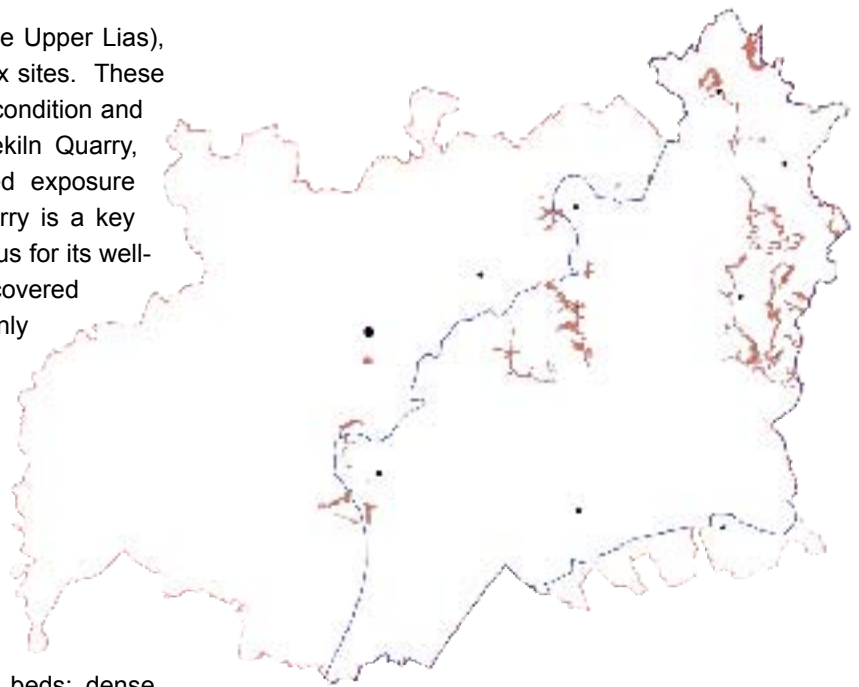 e Upper Lias),
x sites. These
condition and
ekiln Quarry,
ed exposure
rry is a key
us for its well-
covered
nly
beds; dense